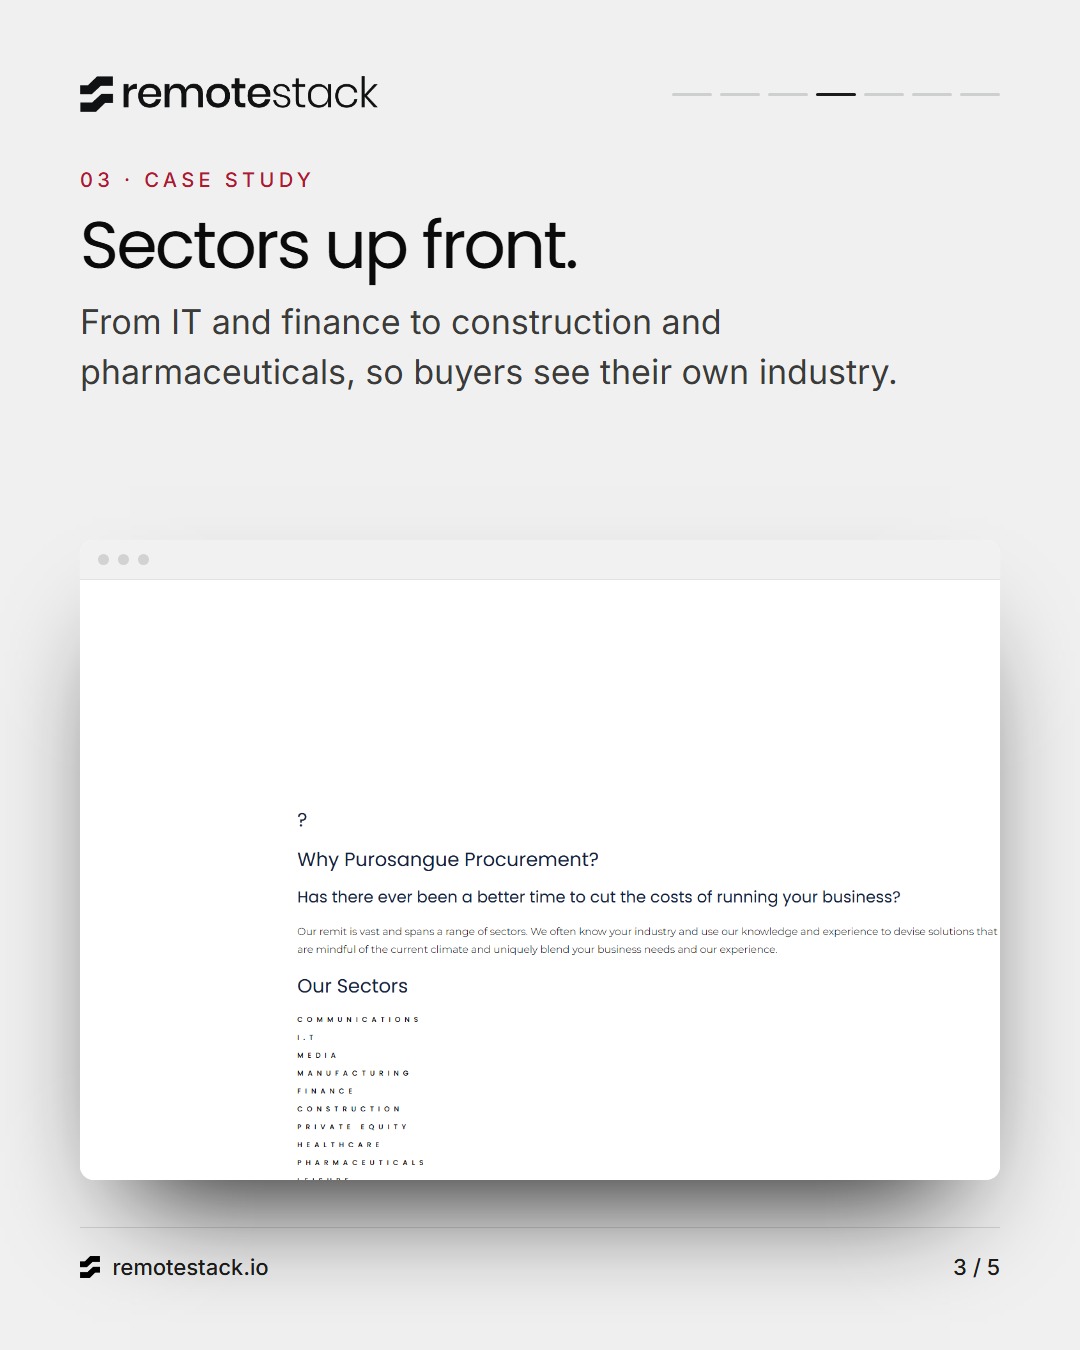 remotestack
03 · CASE STUDY
Sectors up front.
From IT and finance to construction and
pharmaceuticals, so buyers see their own industry.
?
Why Purosangue Procurement?
Has there ever been a better time to cut the costs of running your business?
Our remit is vast and spans a range of sectors. We often know your industry and use our knowledge and experience to devise solutions that
are mindful of the current climate and uniquely blend your business needs and our experience.
Our Sectors
COMMUNICATIONS
I.T
MEDIA
MANUFACTURING
FINANCE
CONSTRUCTION
PRIVATE EQUITY
HEALTHCARE
PHARMACEUTICALS
remotestack.io
3 / 5